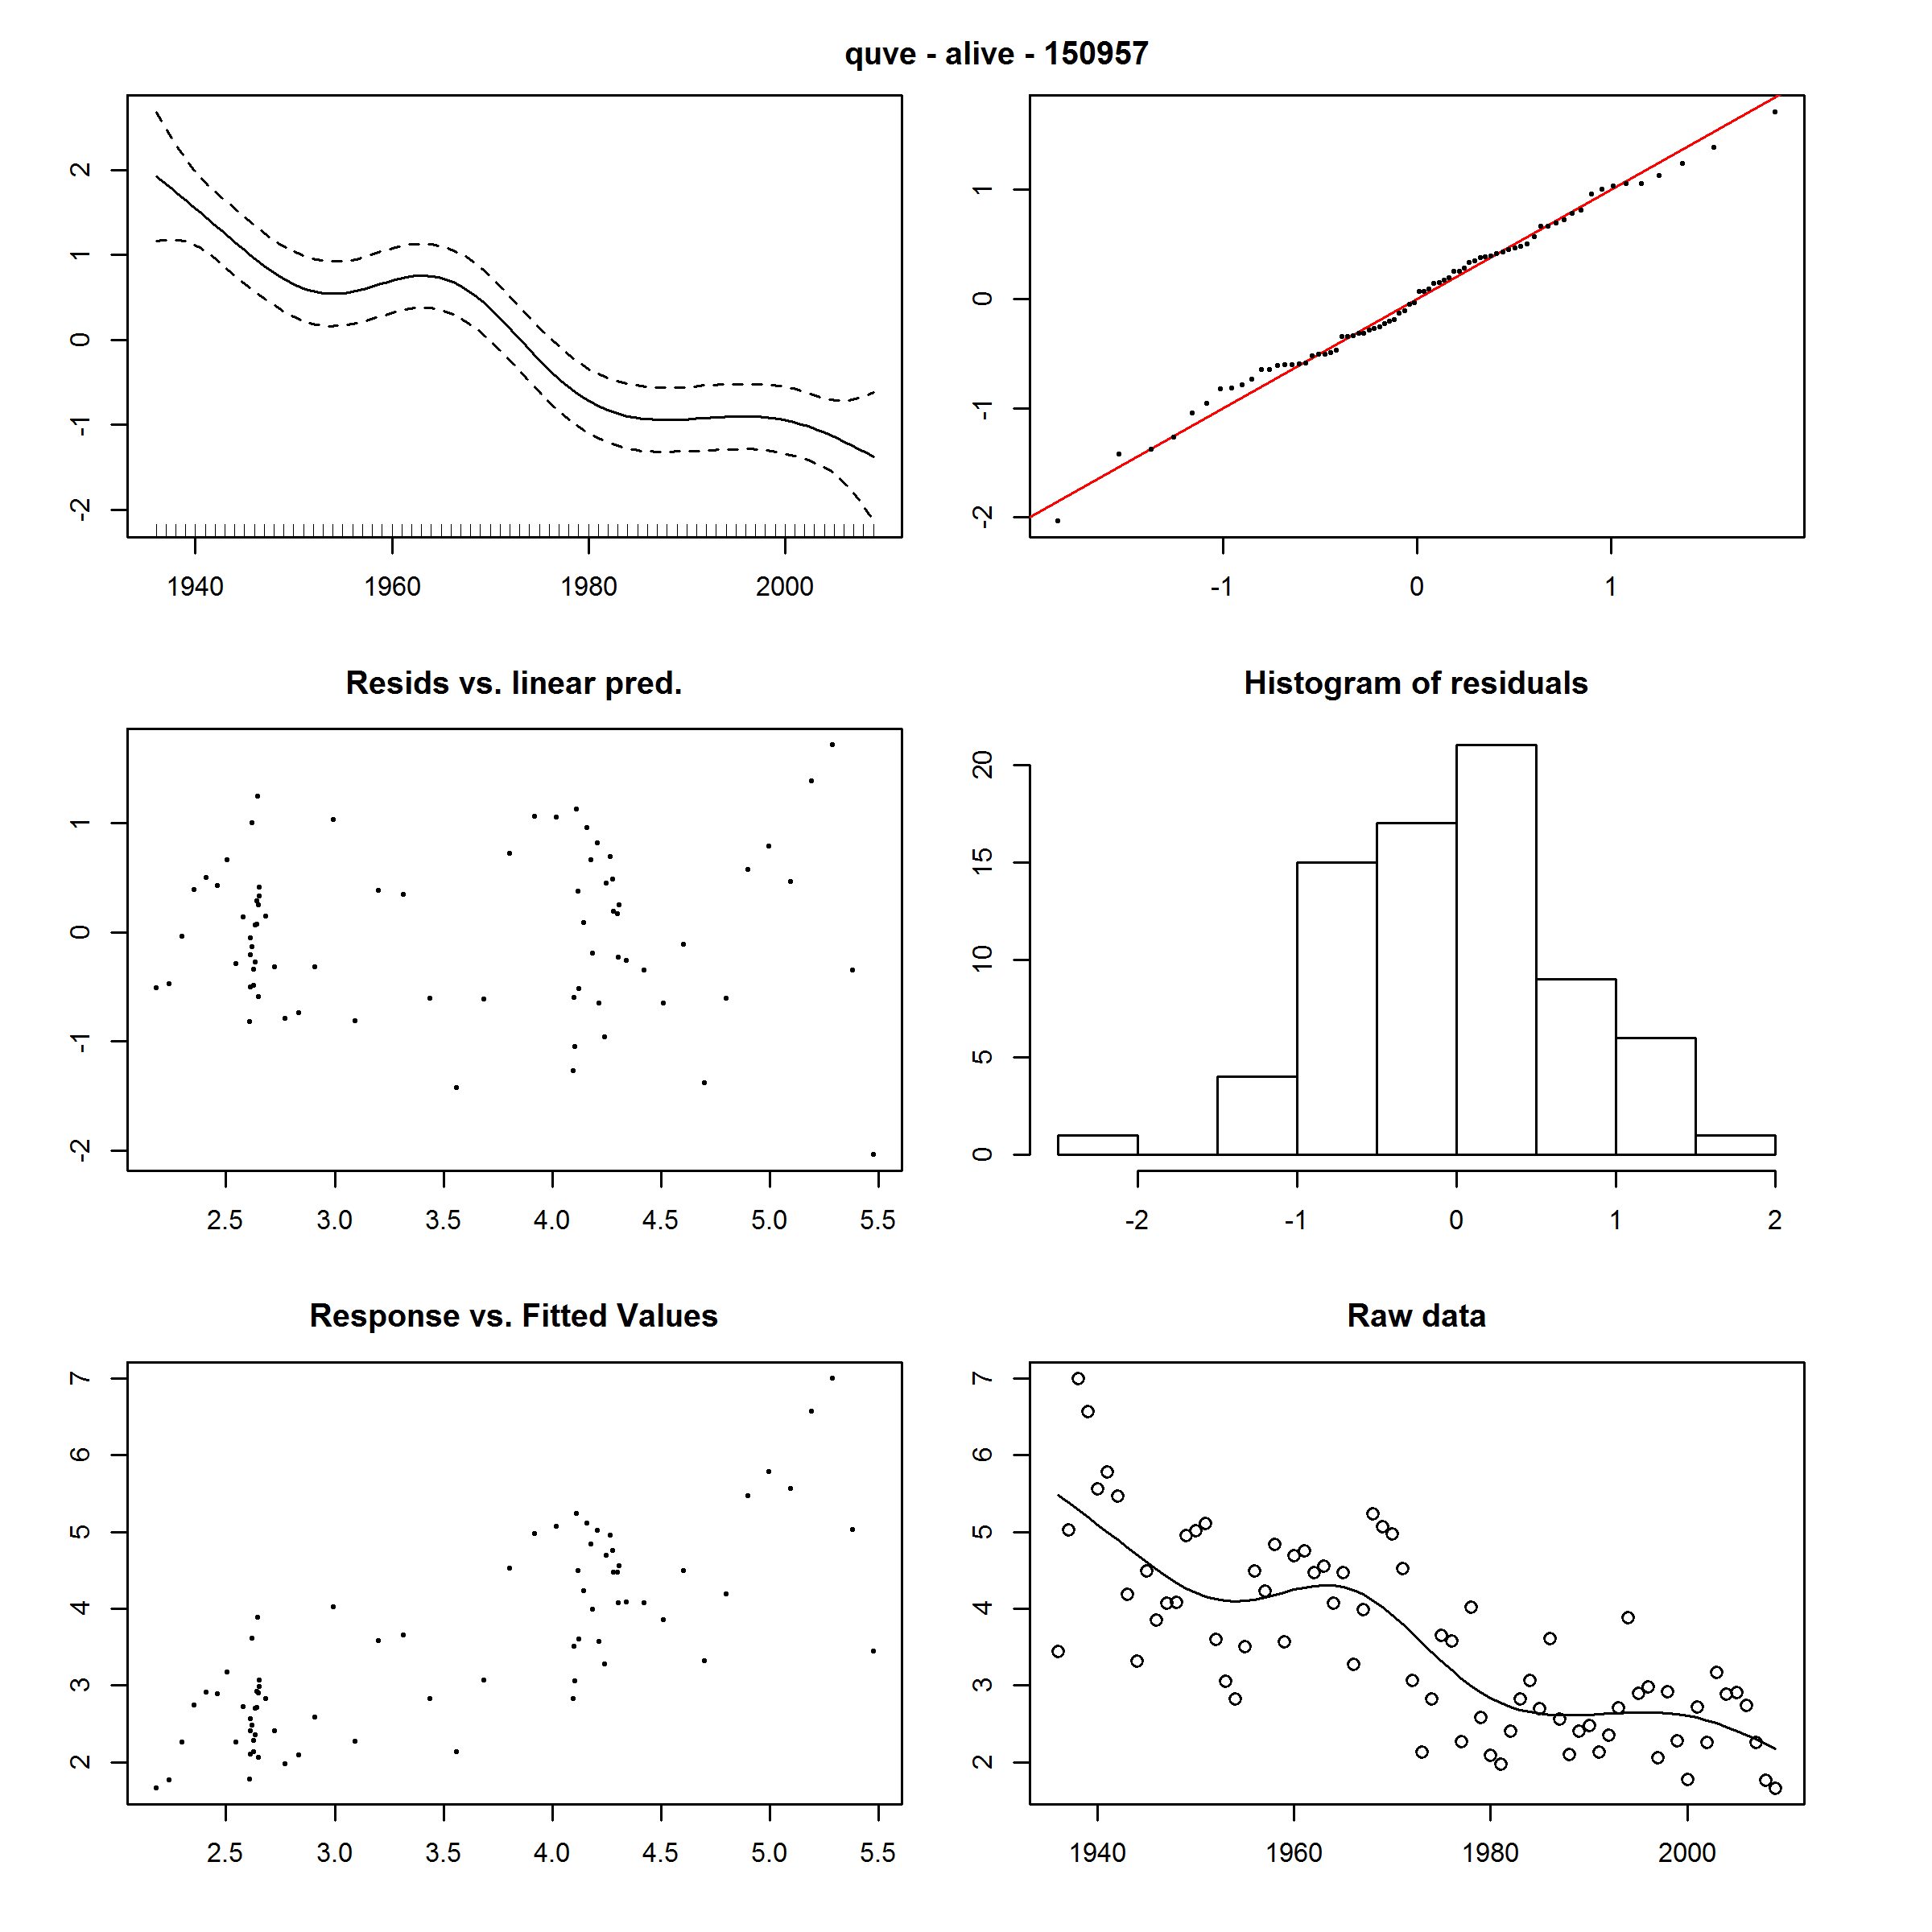 quve - alive - 150957
2
1
0
-1
-2
1940 1960 1980 2000
1
0
-1
-2
-1 0 1
Resids vs. linear pred.
1
0
-1
-2
2.5 3.0 3.5 4.0 4.5 5.0 5.5
Histogram of residuals
20
15
10
5
0
-2 -1 0 1 2
Response vs. Fitted Values
7
6
5
4
3
2
2.5 3.0 3.5 4.0 4.5 5.0 5.5
Raw data
7
6
5
4
3
2
1940 1960 1980 2000